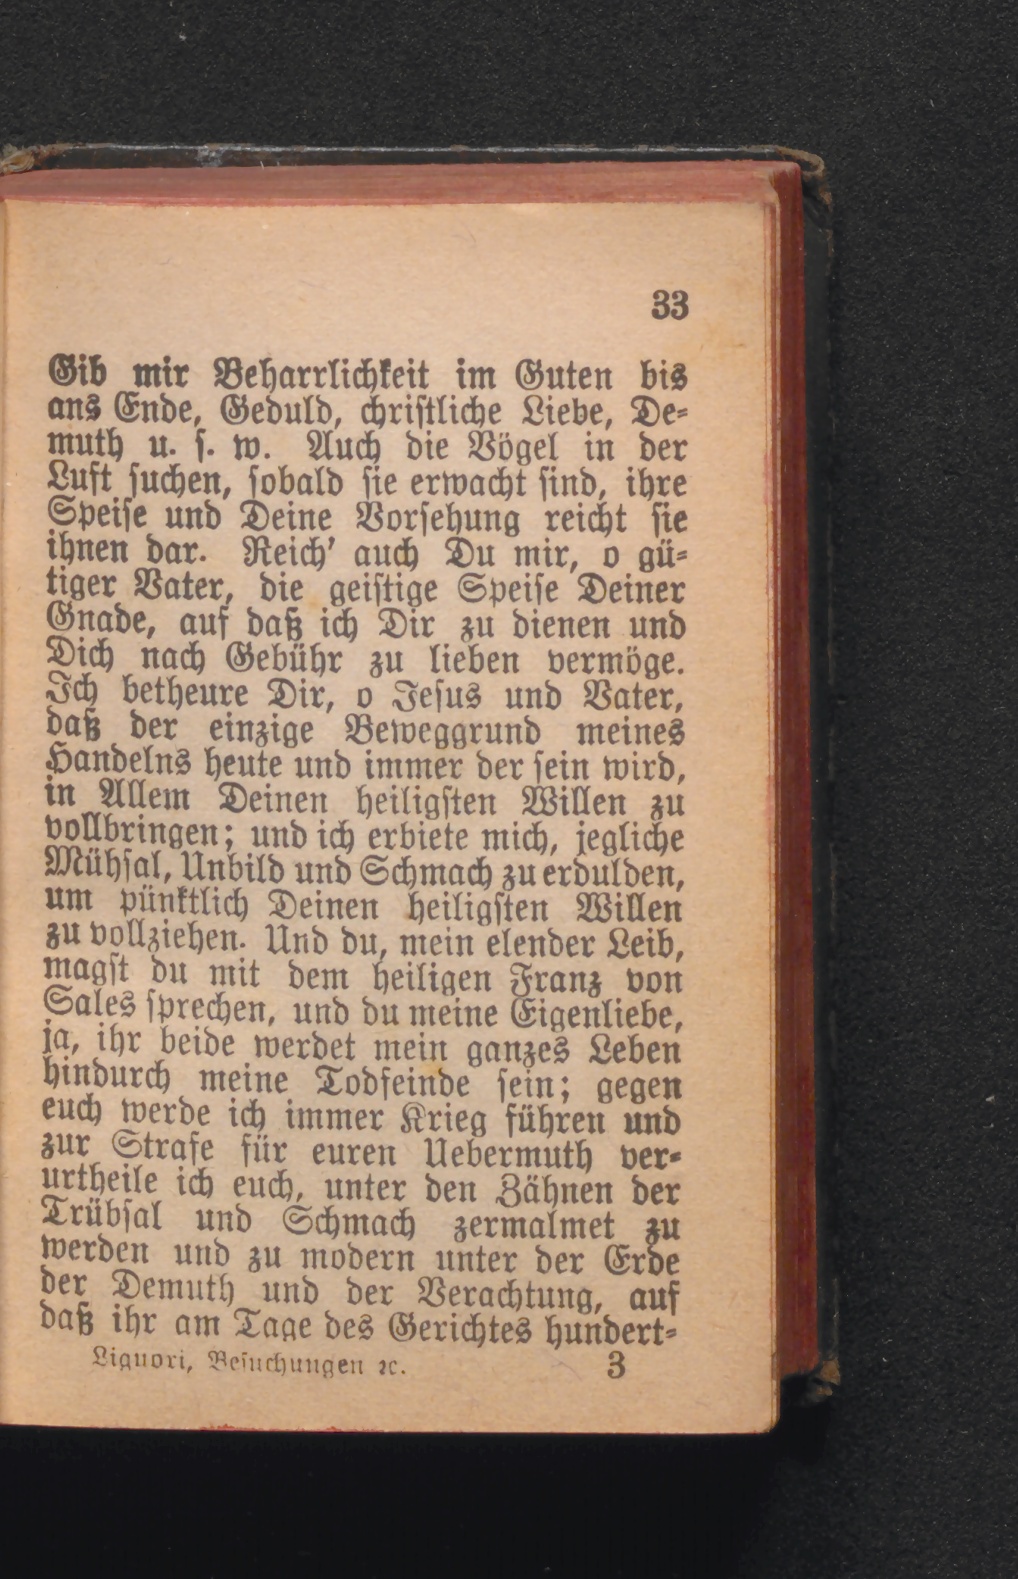 33
Gib mir Beharrlichkeit im Guten bis
ans Ende, Geduld, christliche Liebe, De-
muth u. s. w. Auch die Vögel in der
Luft suchen, sobald sie erwacht sind, ihre
Speise und Deine Vorsehung reicht sie
ihnen dar. Reich' auch Du mir, o gü-
tiger Vater, die geistige Speise Deiner
Gnade, auf daß ich Dir zu dienen und
Dich nach Gebühr zu lieben vermöge.
Ich betheure Dir, o Jesus und Vater,
daß der einzige Beweggrund meines
Handelns heute und immer der sein wird,
in Allem Deinen heiligsten Willen zu
vollbringen; und ich erbiete mich, jegliche
Mühsal, Unbild und Schmach zu erdulden,
um pünktlich Deinen heiligsten Willen
zu vollziehen. Und du, mein elender Leib,
magst du mit dem heiligen Franz von
Sales sprechen, und du meine Eigenliebe,
ja, ihr beide werdet mein ganzes Leben
hindurch meine Todfeinde sein; gegen
euch werde ich immer Krieg führen und
zur Strafe für euren Uebermuth ver-
urtheile ich euch, unter den Zähnen der
Trübsal und Schmach zermalmet zu
werden und zu modern unter der Erde
der Demuth und der Verachtung, auf
daß ihr am Tage des Gerichtes hundert-
Liguori, Besuchungen ꝛc. 3